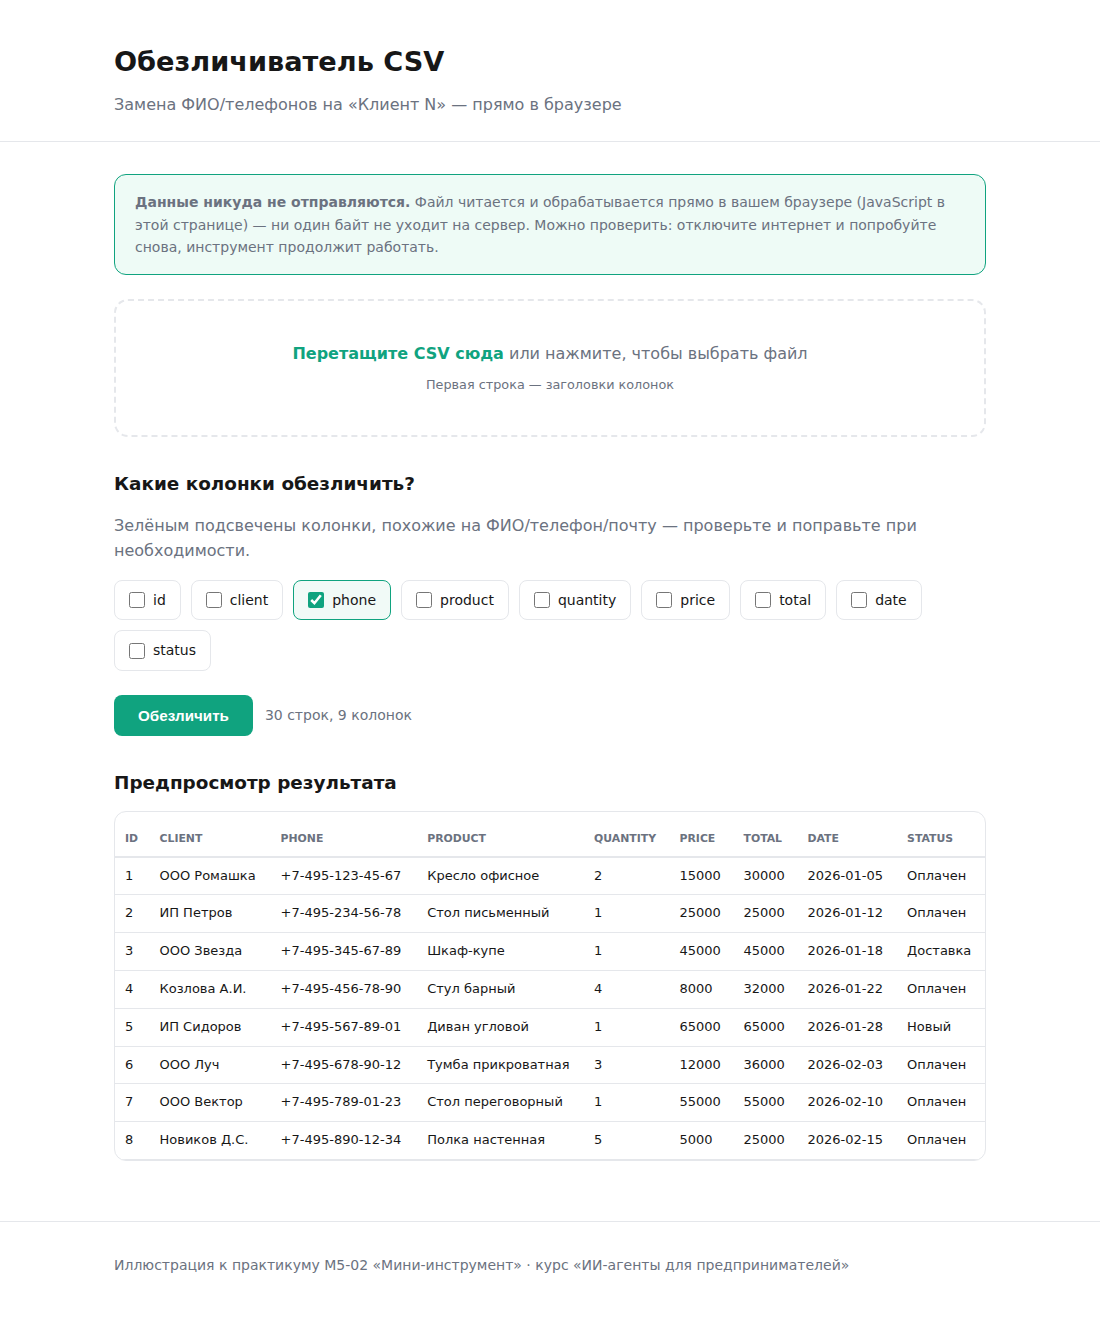 Обезличиватель CSV
Замена ФИО/телефонов на «Клиент N» — прямо в браузере
Данные никуда не отправляются. Файл читается и обрабатывается прямо в вашем браузере (JavaScript в
этой странице) — ни один байт не уходит на сервер. Можно проверить: отключите интернет и попробуйте
снова, инструмент продолжит работать.
Перетащите CSV сюда или нажмите, чтобы выбрать файл
Первая строка — заголовки колонок
Какие колонки обезличить?
Зелёным подсвечены колонки, похожие на ФИО/телефон/почту — проверьте и поправьте при
необходимости.
id client phone product quantity price total date
status
Обезличить 30 строк, 9 колонок
Предпросмотр результата
ID CLIENT PHONE PRODUCT QUANTITY PRICE TOTAL DATE STATUS
1 ООО Ромашка +7-495-123-45-67 Кресло офисное 2 15000 30000 2026-01-05 Оплачен
2 ИП Петров +7-495-234-56-78 Стол письменный 1 25000 25000 2026-01-12 Оплачен
3 ООО Звезда +7-495-345-67-89 Шкаф-купе 1 45000 45000 2026-01-18 Доставка
4 Козлова А.И. +7-495-456-78-90 Стул барный 4 8000 32000 2026-01-22 Оплачен
5 ИП Сидоров +7-495-567-89-01 Диван угловой 1 65000 65000 2026-01-28 Новый
6 ООО Луч +7-495-678-90-12 Тумба прикроватная 3 12000 36000 2026-02-03 Оплачен
7 ООО Вектор +7-495-789-01-23 Стол переговорный 1 55000 55000 2026-02-10 Оплачен
8 Новиков Д.С. +7-495-890-12-34 Полка настенная 5 5000 25000 2026-02-15 Оплачен
Иллюстрация к практикуму M5-02 «Мини-инструмент» · курс «ИИ-агенты для предпринимателей»